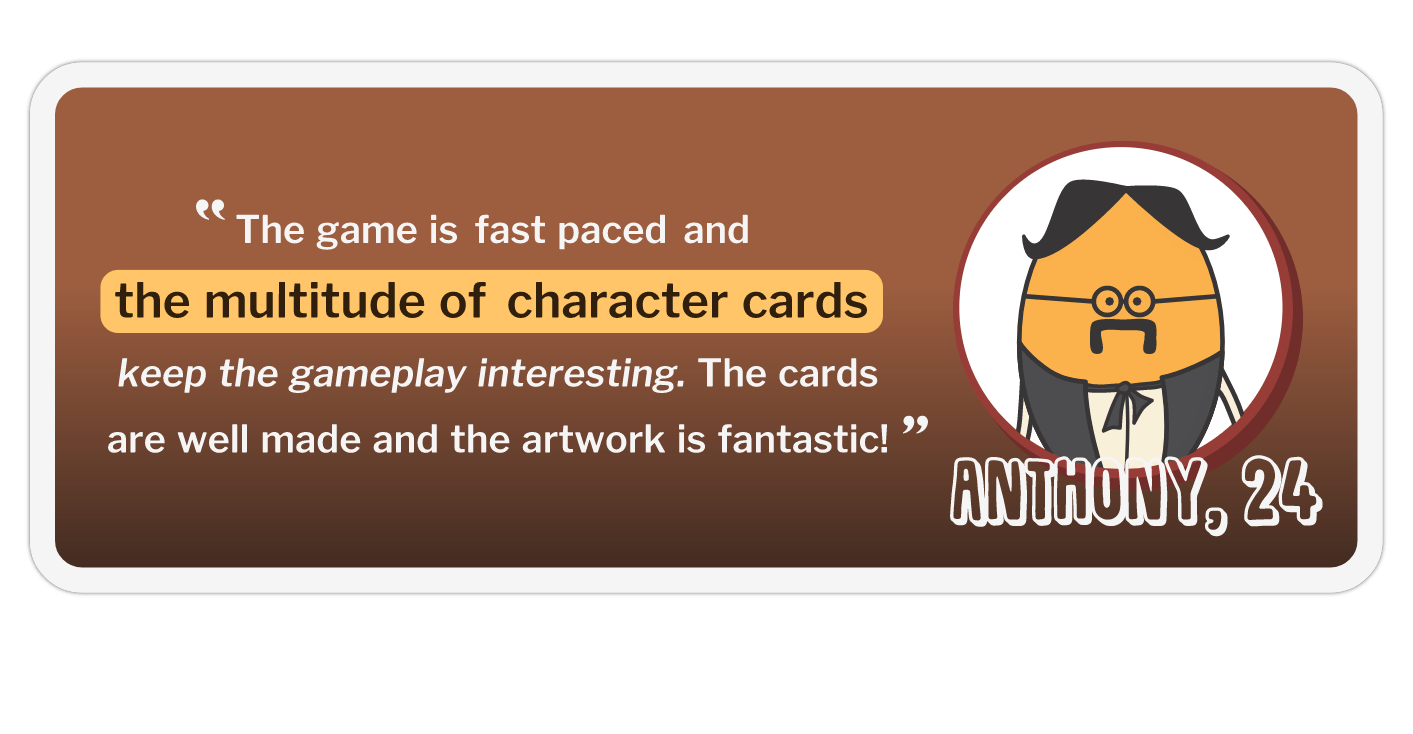 “ The game is fast paced and
the multitude of character cards
keep the gameplay interesting. The cards
are well made and the artwork is fantastic! ”
ANTHONY, 24